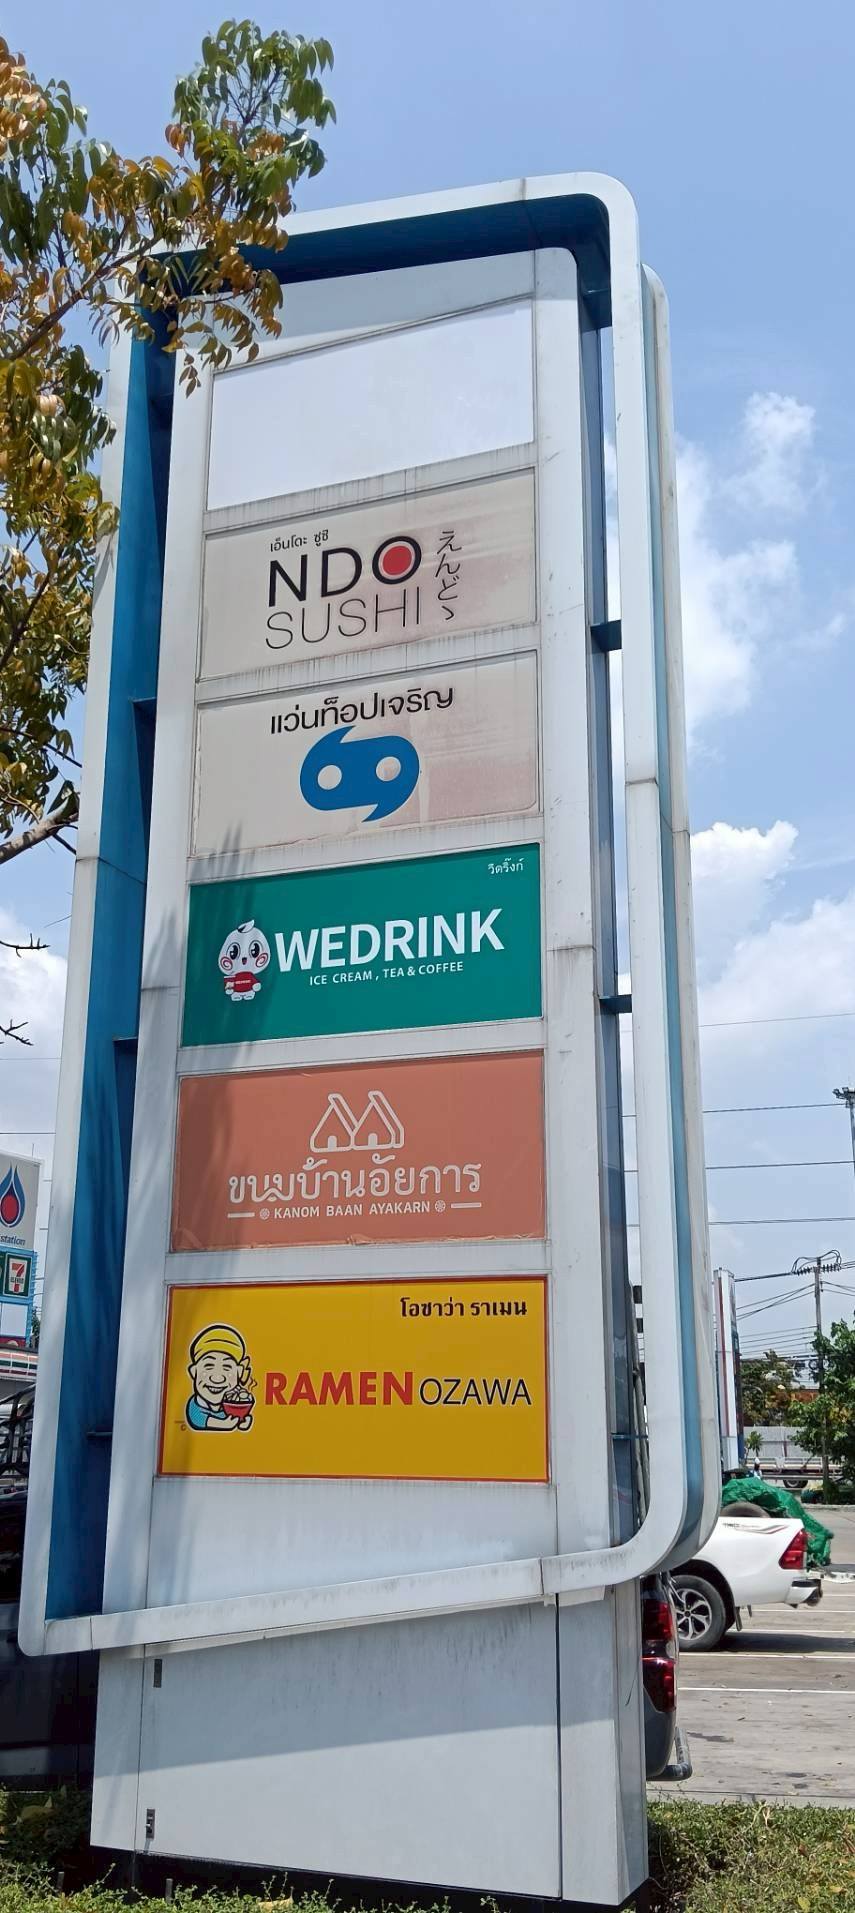 เอ็นโดะ ซูชิ
NDO
SUSHI
えんどぅ
แว่นท็อปเจริญ
วีดริ๊งก์
WEDRINK
ICE CREAM, TEA & COFFEE
ขนมบ้านอัยการ
KANOM BAAN AYAKARN
โอซาว่า ราเมน
RAMEN OZAWA
station
7